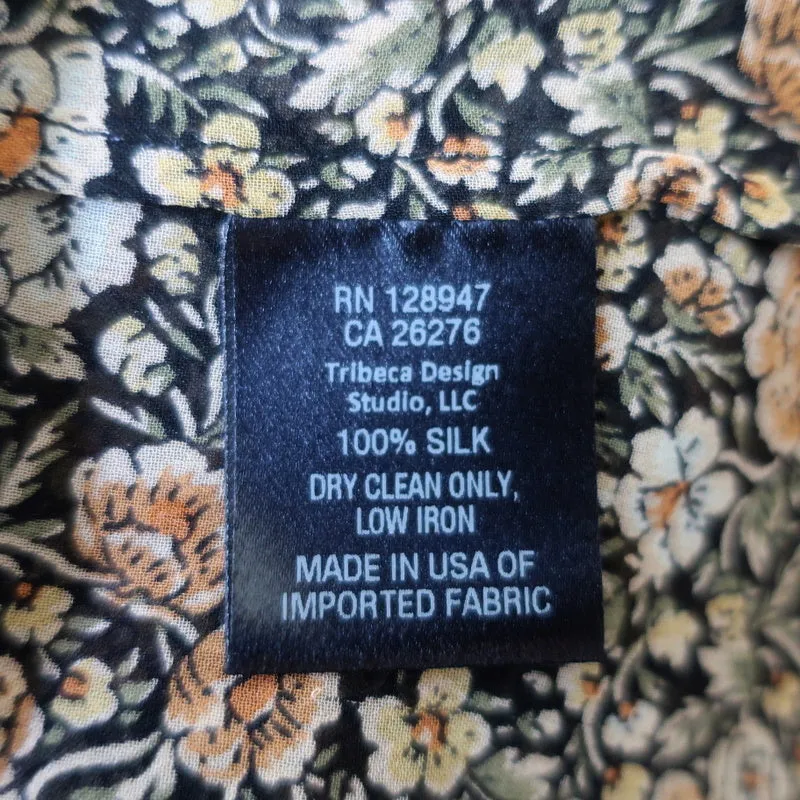 RN 128947
CA 26276
Tribeca Design
Studio, LLC
100% SILK
DRY CLEAN ONLY,
LOW IRON
MADE IN USA OF
IMPORTED FABRIC